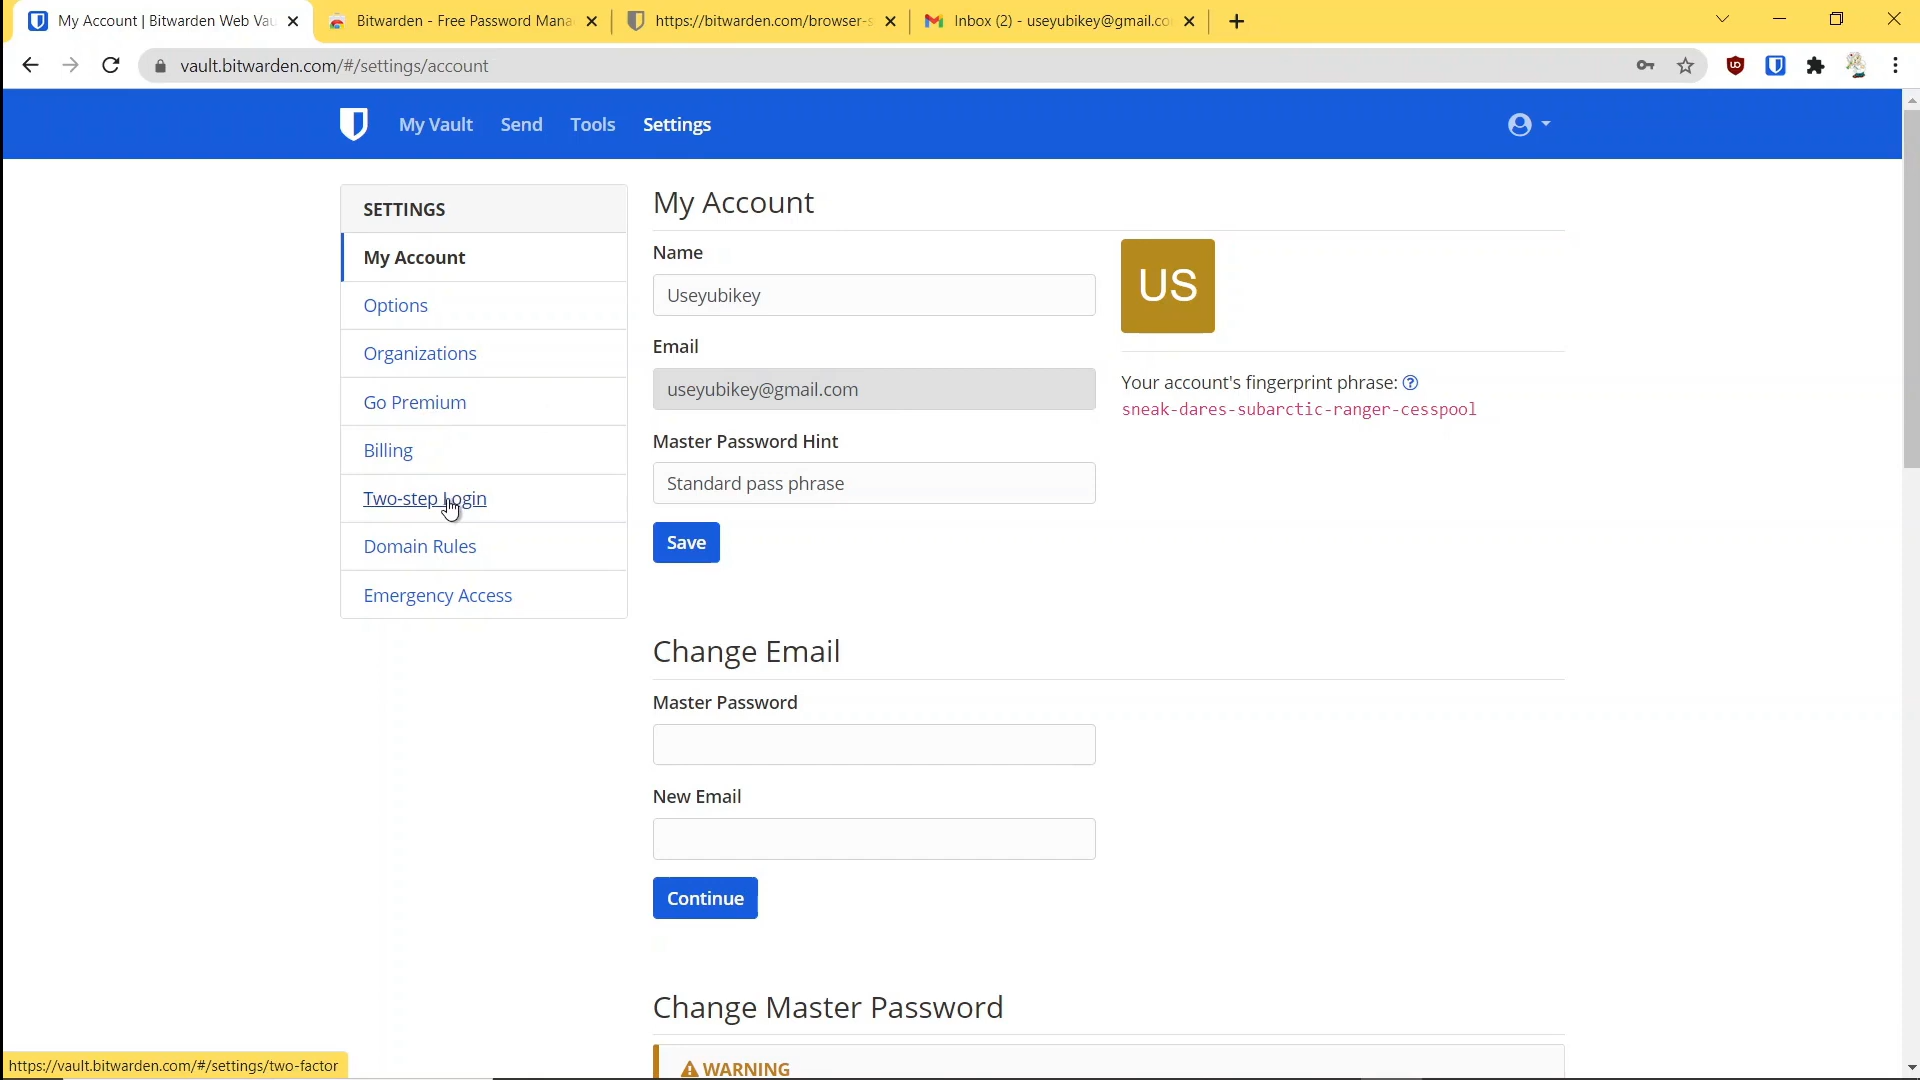 My Account | Bitwarden Web Vau
Bitwarden - Free Password Mana
https://bitwarden.com/browser-s
Inbox (2) - useyubikey@gmail.co
vault.bitwarden.com/#/settings/account
My Vault
Send
Tools
Settings
SETTINGS
My Account
Options
Organizations
Go Premium
Billing
Two-step Login
Domain Rules
Emergency Access
My Account
Name
Useyubikey
Email
useyubikey@gmail.com
Master Password Hint
Standard pass phrase
Save
US
Your account's fingerprint phrase:
sneak-dares-subarctic-ranger-cesspool
Change Email
Master Password
New Email
Continue
Change Master Password
WARNING
https://vault.bitwarden.com/#/settings/two-factor